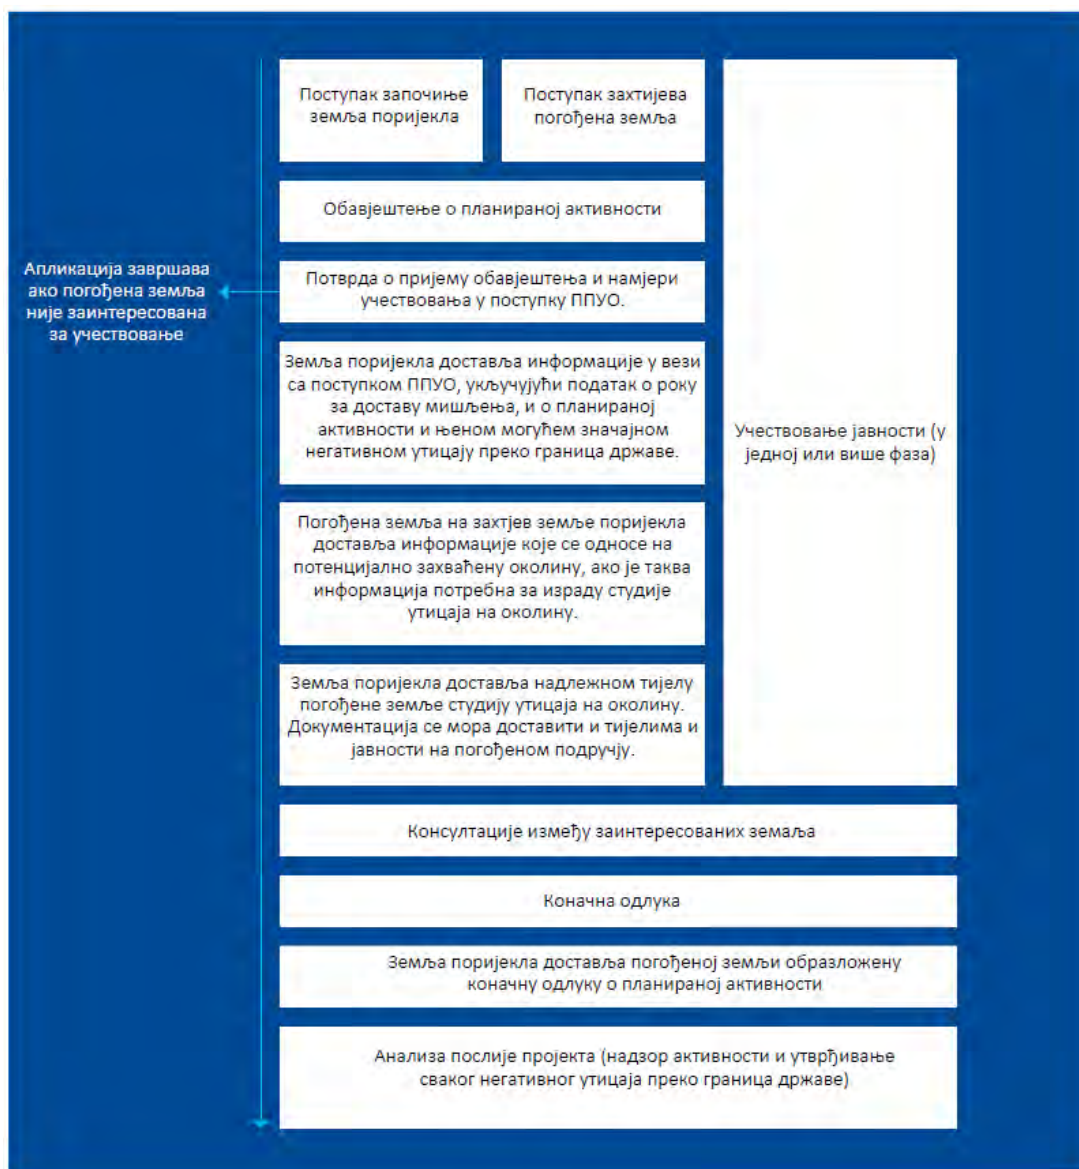 Поступак започиње
земља поријекла
Поступак захтијева
погођена земља
Обавјештење о планираној активности
Апликација завршава
ако погођена земља
није заинтересована
за учествовање
Потврда о пријему обавјештења и намјери
учествовања у поступку ППУО.
Земља поријекла доставља информације у вези
са поступком ППУО, укључујући податак о року
за доставу мишљења, и о планираној
активности и њеном могућем значајном
негативном утицају преко граница државе.
Учествовање јавности (у
једној или више фаза)
Погођена земља на захтјев земље поријекла
доставља информације које се односе на
потенцијално захваћену околину, ако је таква
информација потребна за израду студије
утицаја на околину.
Земља поријекла доставља надлежном тијелу
погођене земље студију утицаја на околину.
Документација се мора доставити и тијелима и
јавности на погођеном подручју.
Консултације између заинтересованих земаља
Коначна одлука
Земља поријекла доставља погођеној земљи образложену
коначну одлуку о планираној активности
Анализа послије пројекта (надзор активности и утврђивање
сваког негативног утицаја преко граница државе)